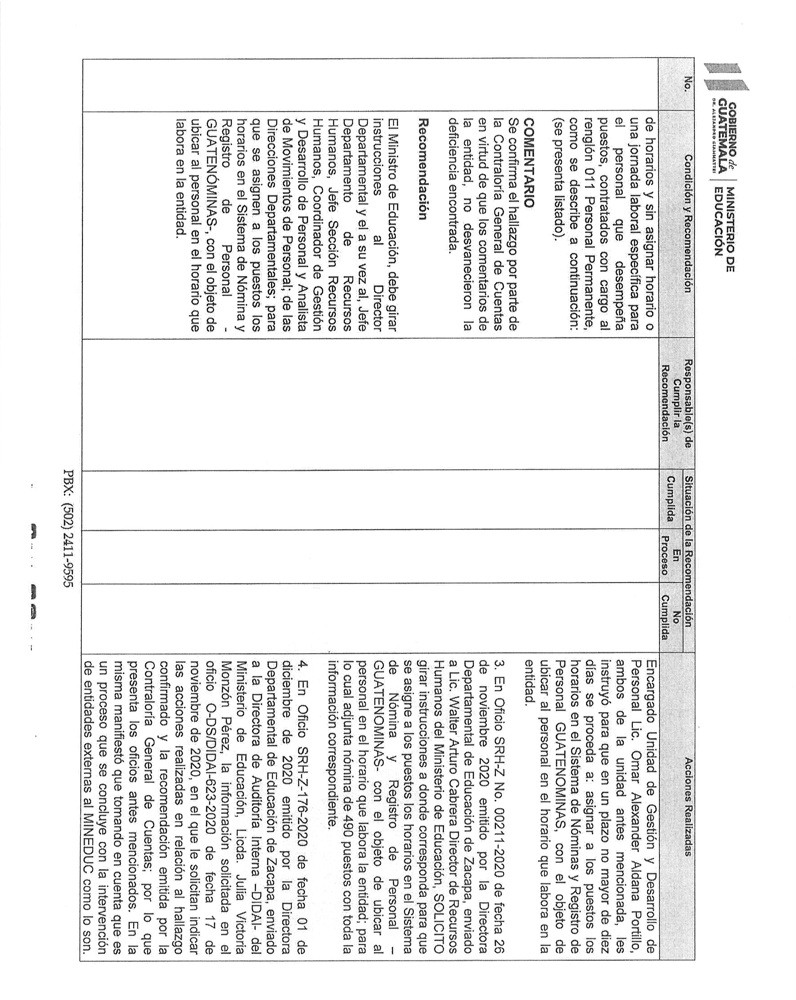 GOBIERNO de
GUATEMALA
DR. ALEJANDRO GIAMMATTEI
MINISTERIO DE
EDUCACIÓN
No.
Condición y Recomendación
Responsable(s) de
Cumplir la
Recomendación
Situación de la Recomendación
Cumplida
En
Proceso
No
Cumplida
Acciones Realizadas
de horarios y sin asignar horario o
una jornada laboral específica para
el personal que desempeña
puestos, contratados con cargo al
renglón 011 Personal Permanente,
como se describe a continuación:
(se presenta listado).
COMENTARIO
Se confirma el hallazgo por parte de
la Contraloría General de Cuentas
en virtud de que los comentarios de
la entidad, no desvanecieron la
deficiencia encontrada.
Recomendación
El Ministro de Educación, debe girar
instrucciones al Director
Departamental y el a su vez al, Jefe
Departamento de Recursos
Humanos, Jefe Sección Recursos
Humanos, Coordinador de Gestión
y Desarrollo de Personal y Analista
de Movimientos de Personal; de las
Direcciones Departamentales; para
que se asignen a los puestos los
horarios en el Sistema de Nómina y
Registro de Personal -
GUATENÓMINAS-, con el objeto de
ubicar al personal en el horario que
labora en la entidad.
Encargado Unidad de Gestión y Desarrollo de
Personal Lic. Omar Alexander Aldana Portillo,
ambos de la unidad antes mencionada, les
instruyó para que en un plazo no mayor de diez
días se proceda a: asignar a los puestos los
horarios en el Sistema de Nóminas y Registro de
Personal GUATENOMINAS, con el objeto de
ubicar al personal en el horario que labora en la
entidad.
3. En Oficio SRH-Z No. 00211-2020 de fecha 26
de noviembre 2020 emitido por la Directora
Departamental de Educación de Zacapa, enviado
a Lic. Walter Arturo Cabrera Director de Recursos
Humanos del Ministerio de Educación, SOLICITO
girar instrucciones a donde corresponda para que
se asigne a los puestos los horarios en el Sistema
de Nómina y Registro de Personal –
GUATENOMINAS- con el objeto de ubicar al
personal en el horario que labora la entidad; para
lo cual adjunta nómina de 490 puestos con toda la
información correspondiente.
4. En Oficio SRH-Z-176-2020 de fecha 01 de
diciembre de 2020 emitido por la Directora
Departamental de Educación de Zacapa, enviado
a la Directora de Auditoría Interna –DIDAI- del
Ministerio de Educación, Licda. Julia Victoria
Monzón Pérez, la información solicitada en el
oficio O-DS/DIDAI-623-2020 de fecha 17 de
noviembre de 2020, en el que le solicitan indicar
las acciones realizadas en relación al hallazgo
confirmado y la recomendación emitida por la
Contraloría General de Cuentas; por lo que
presenta los oficios antes mencionados. En la
misma manifiestó que tomando en cuenta que es
un proceso que se concluye con la intervención
de entidades externas al MINEDUC como lo son.
PBX: (502) 2411-9595